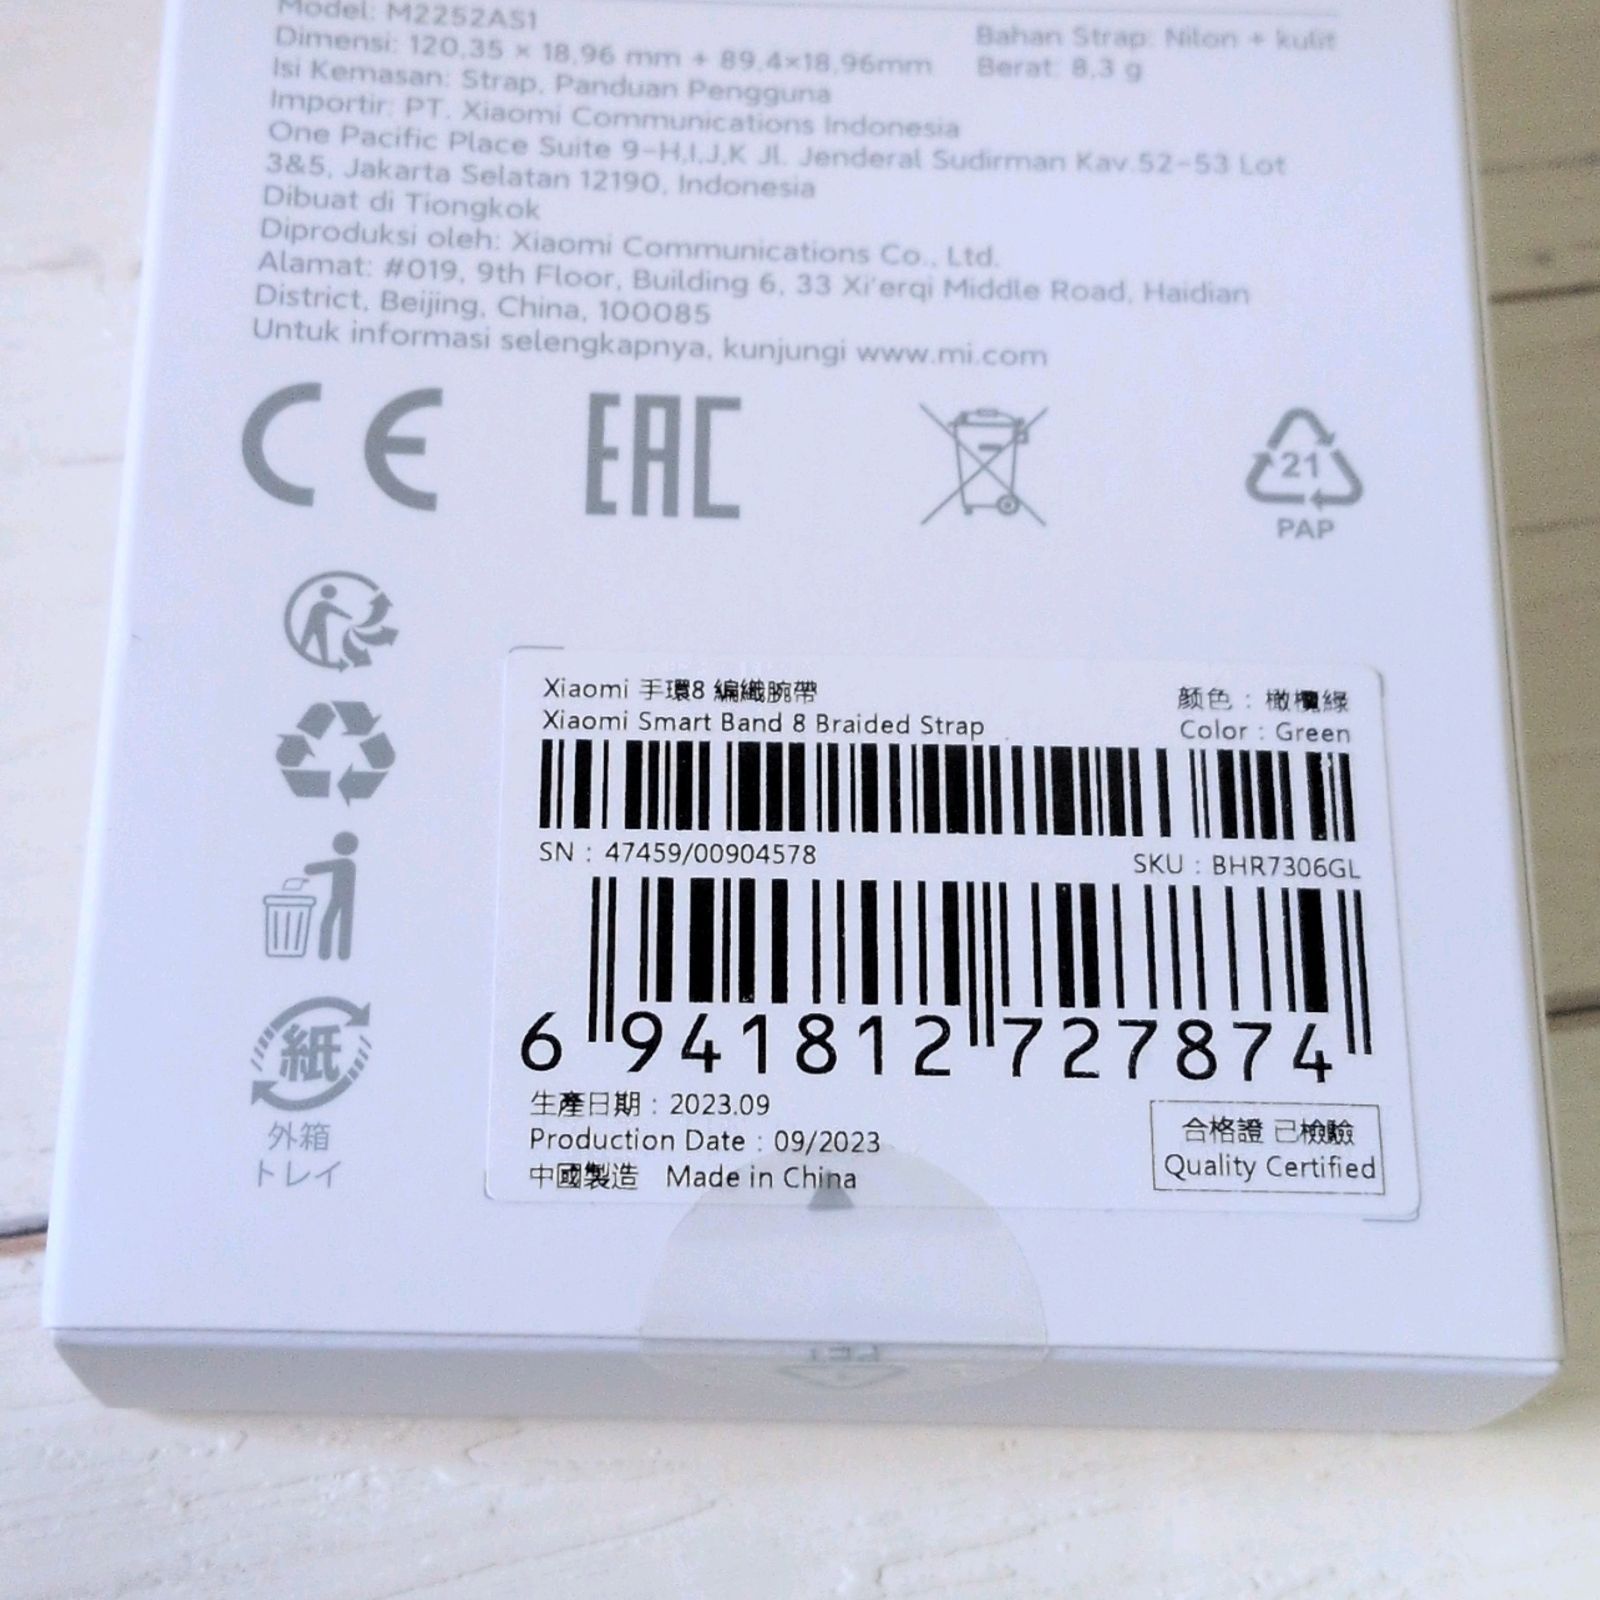 Model: M2252AS1
Dimensi: 120,35 × 18,96 mm + 89,4×18,96mm
Bahan Strap: Nilon + kulit
Berat: 8,3 g
Isi Kemasan: Strap, Panduan Pengguna
Importir: PT. Xiaomi Communications Indonesia
One Pacific Place Suite 9-H,I,J,K Jl. Jenderal Sudirman Kav.52-53 Lot
3&5, Jakarta Selatan 12190, Indonesia
Dibuat di Tiongkok
Diproduksi oleh: Xiaomi Communications Co., Ltd.
Alamat: #019, 9th Floor, Building 6, 33 Xi'erqi Middle Road, Haidian
District, Beijing, China, 100085
Untuk informasi selengkapnya, kunjungi www.mi.com
CE
EAC
21
PAP
Xiaomi 手環8 編織腕帶
Xiaomi Smart Band 8 Braided Strap
颜色：橄欖綠
Color : Green
SN : 47459/00904578
SKU : BHR7306GL
6 941812 727874
生產日期 : 2023.09
Production Date : 09/2023
中國製造 Made in China
合格證 已檢驗
Quality Certified
紙
外箱
トレイ
PET